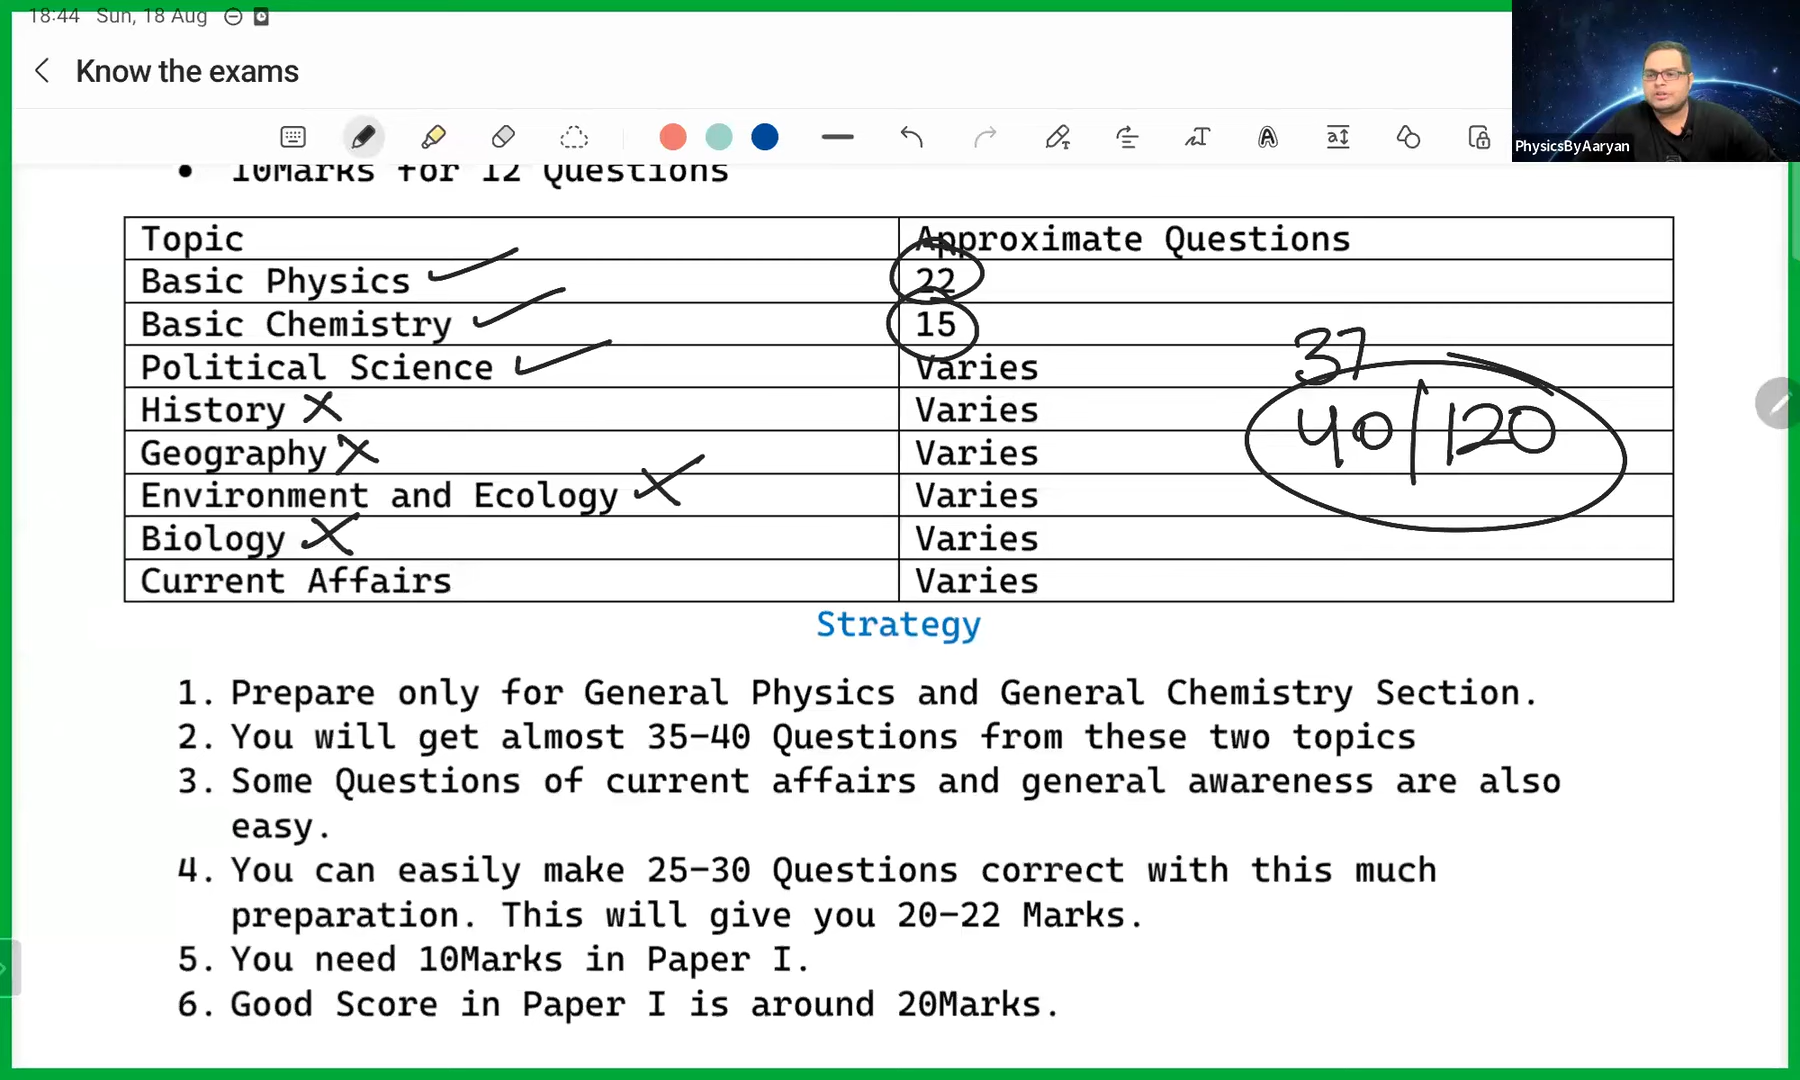 18:44 Sun, 18 Aug
Know the exams
PhysicsByAaryan
• 10Marks for 12 Questions
Topic Approximate Questions
Basic Physics 22
Basic Chemistry 15
37
Political Science Varies
History Varies
40 | 120
Geography Varies
Environment and Ecology Varies
Biology Varies
Current Affairs Varies
Strategy
1. Prepare only for General Physics and General Chemistry Section.
2. You will get almost 35-40 Questions from these two topics
3. Some Questions of current affairs and general awareness are also
easy.
4. You can easily make 25-30 Questions correct with this much
preparation. This will give you 20-22 Marks.
5. You need 10Marks in Paper I.
6. Good Score in Paper I is around 20Marks.